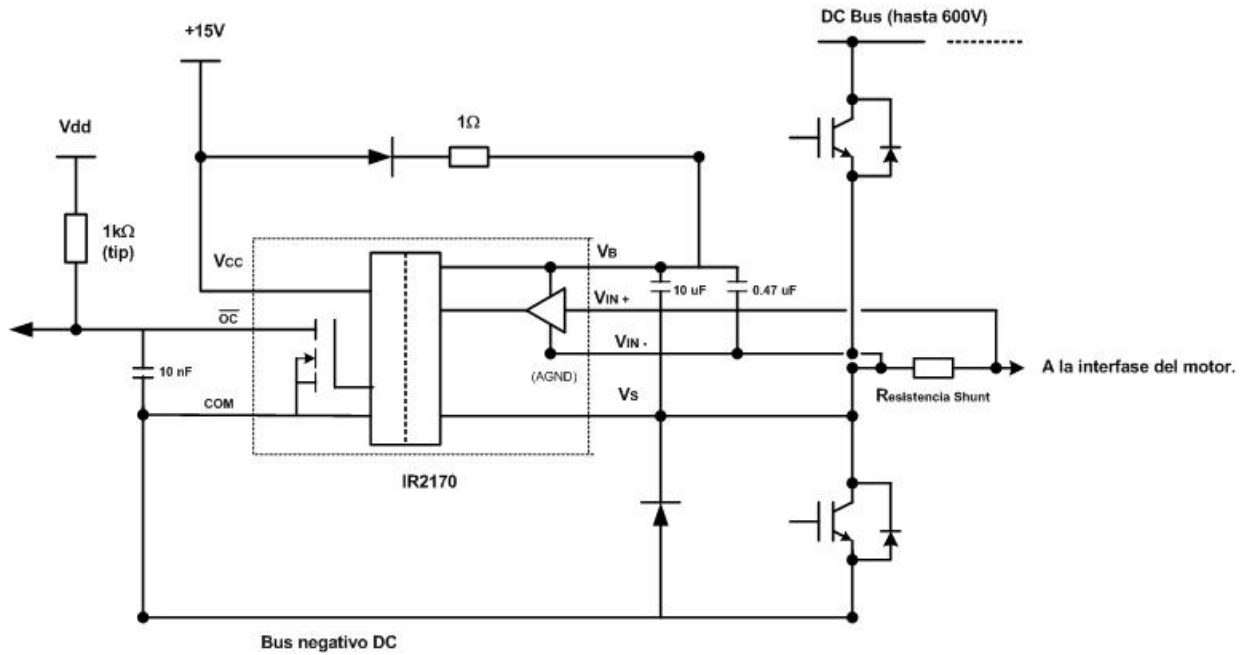 DC Bus (hasta 600V)
+15V
Vdd
1Ω
1kΩ
(tip)
VCC
VB
10 uF
0.47 uF
VIN +
OC
VIN -
10 nF
(AGND)
A la interfase del motor.
Resistencia Shunt
COM
VS
IR2170
Bus negativo DC